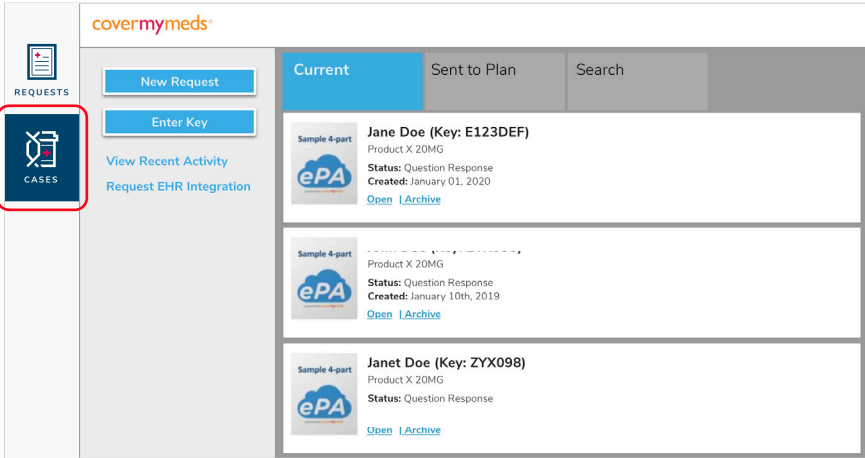 covermymeds
REQUESTS
CASES
New Request
Enter Key
View Recent Activity
Request EHR Integration
Current
Sent to Plan
Search
Sample 4-part
ePA
Jane Doe (Key: E123DEF)
Product X 20MG
Status: Question Response
Created: January 01, 2020
Open | Archive
Sample 4-part
ePA
Product X 20MG
Status: Question Response
Created: January 10th, 2019
Open | Archive
Sample 4-part
ePA
Janet Doe (Key: ZYX098)
Product X 20MG
Status: Question Response
Open | Archive